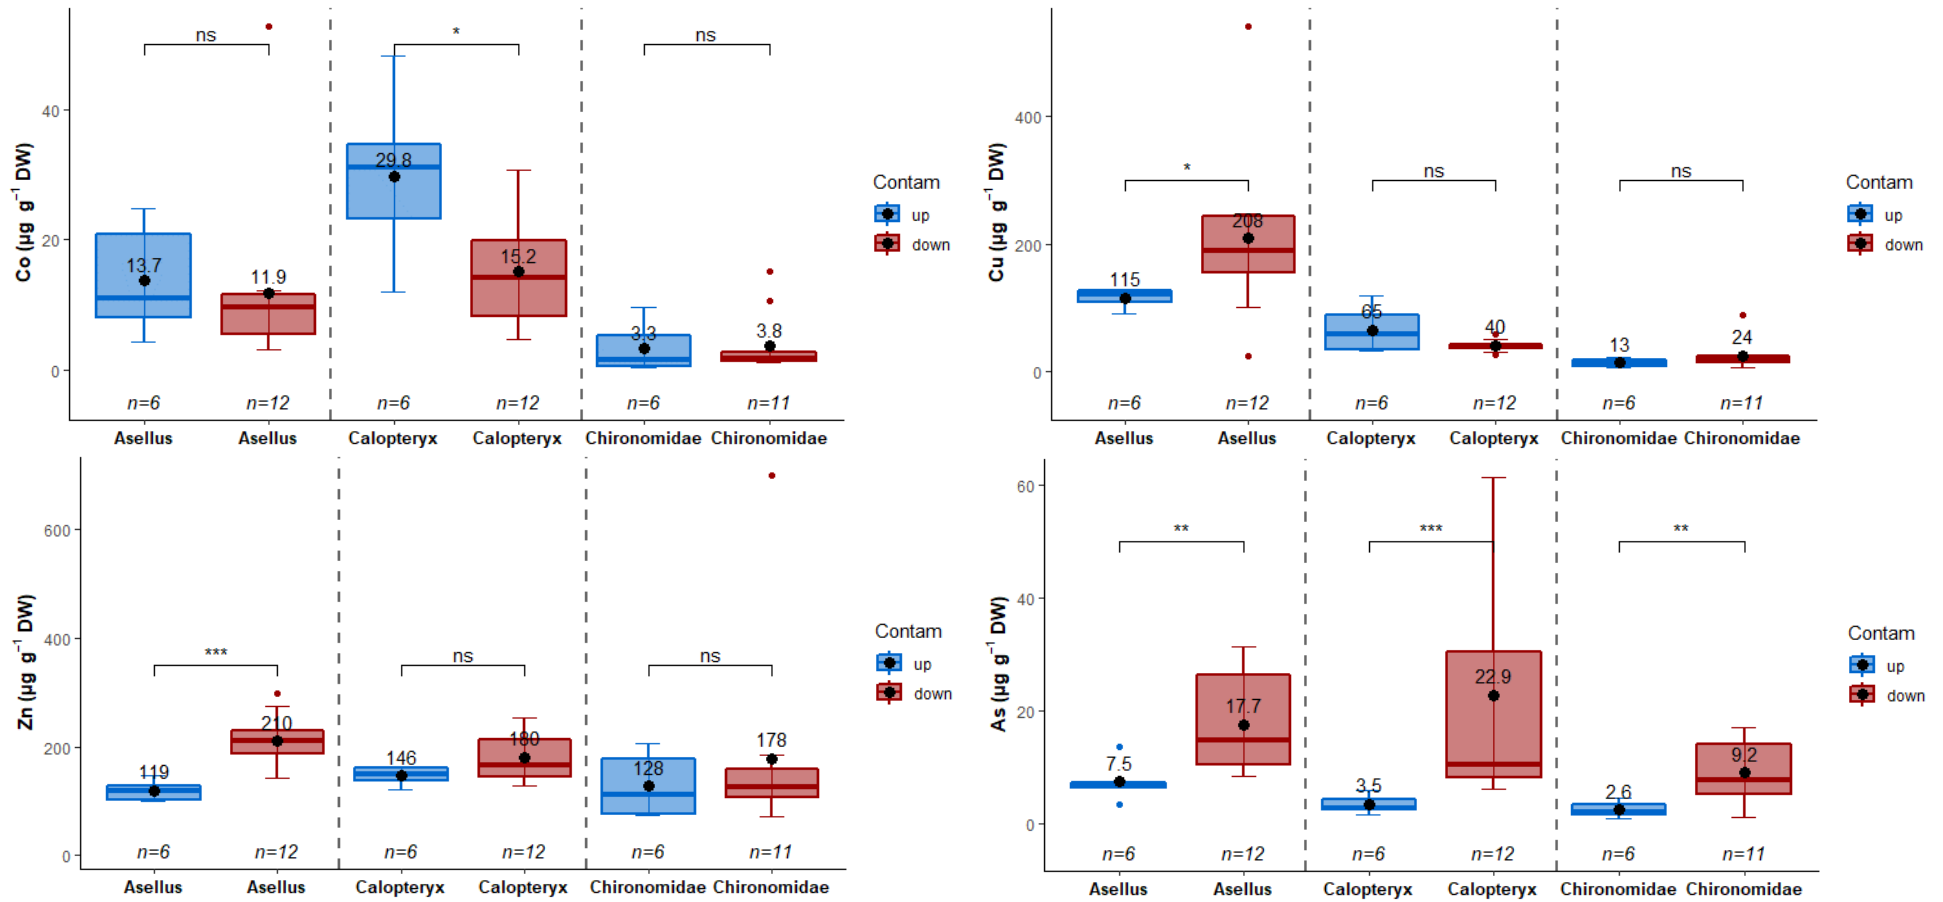 ns
*
ns
40
20
0
Co (µg g⁻¹ DW)
13.7
11.9
29.8
15.2
3.3
3.8
n=6
n=12
n=6
n=12
n=6
n=11
Asellus
Asellus
Calopteryx
Calopteryx
Chironomidae
Chironomidae
Contam
up
down
*
ns
ns
400
200
0
Cu (µg g⁻¹ DW)
115
208
65
40
13
24
n=6
n=12
n=6
n=12
n=6
n=11
Asellus
Asellus
Calopteryx
Calopteryx
Chironomidae
Chironomidae
Contam
up
down
***
ns
ns
600
400
200
0
Zn (µg g⁻¹ DW)
119
210
146
180
128
178
n=6
n=12
n=6
n=12
n=6
n=11
Asellus
Asellus
Calopteryx
Calopteryx
Chironomidae
Chironomidae
Contam
up
down
**
***
**
60
40
20
0
As (µg g⁻¹ DW)
7.5
17.7
3.5
22.9
2.6
9.2
n=6
n=12
n=6
n=12
n=6
n=11
Asellus
Asellus
Calopteryx
Calopteryx
Chironomidae
Chironomidae
Contam
up
down